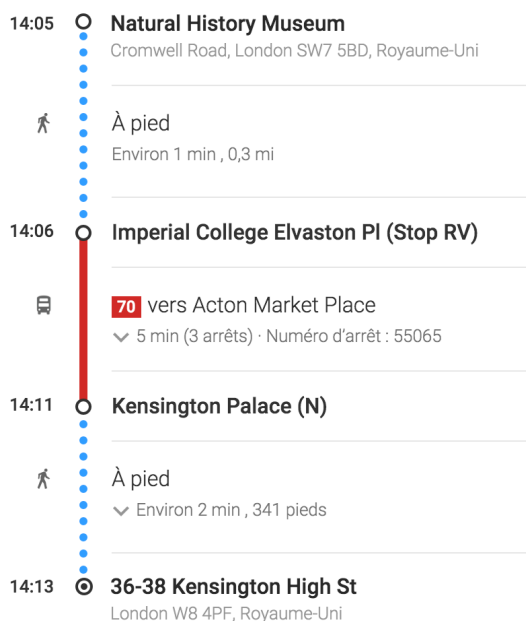 14:05 Natural History Museum
Cromwell Road, London SW7 5BD, Royaume-Uni
À pied
Environ 1 min , 0,3 mi
14:06 Imperial College Elvaston Pl (Stop RV)
70 vers Acton Market Place
5 min (3 arrêts) · Numéro d'arrêt : 55065
14:11 Kensington Palace (N)
À pied
Environ 2 min , 341 pieds
14:13 36-38 Kensington High St
London W8 4PF, Royaume-Uni